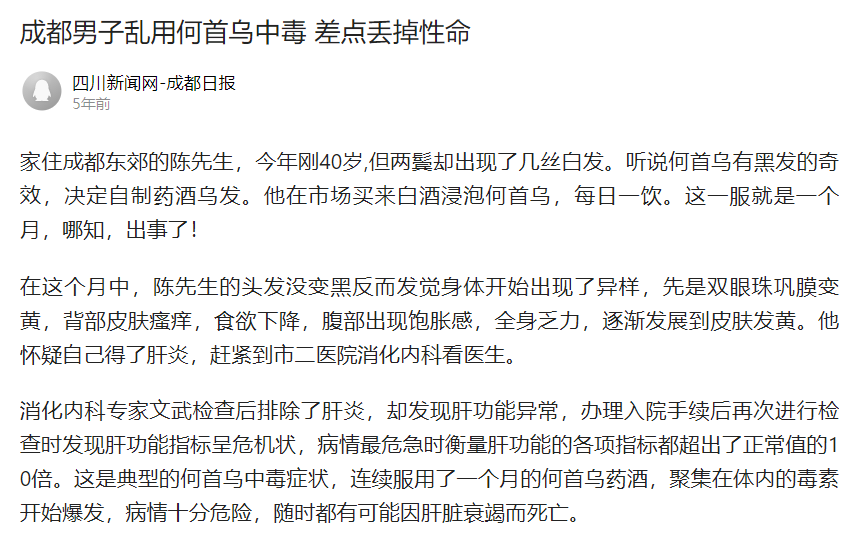 成都男子乱用何首乌中毒 差点丢掉性命
四川新闻网-成都日报
5年前
家住成都东郊的陈先生，今年刚40岁,但两鬓却出现了几丝白发。听说何首乌有黑发的奇
效，决定自制药酒乌发。他在市场买来白酒浸泡何首乌，每日一饮。这一服就是一个
月，哪知，出事了！
在这个月中，陈先生的头发没变黑反而发觉身体开始出现了异样，先是双眼珠巩膜变
黄，背部皮肤瘙痒，食欲下降，腹部出现饱胀感，全身乏力，逐渐发展到皮肤发黄。他
怀疑自己得了肝炎，赶紧到市二医院消化内科看医生。
消化内科专家文武检查后排除了肝炎，却发现肝功能异常，办理入院手续后再次进行检
查时发现肝功能指标呈危机状，病情最危急时衡量肝功能的各项指标都超出了正常值的1
0倍。这是典型的何首乌中毒症状，连续服用了一个月的何首乌药酒，聚集在体内的毒素
开始爆发，病情十分危险，随时都有可能因肝脏衰竭而死亡。